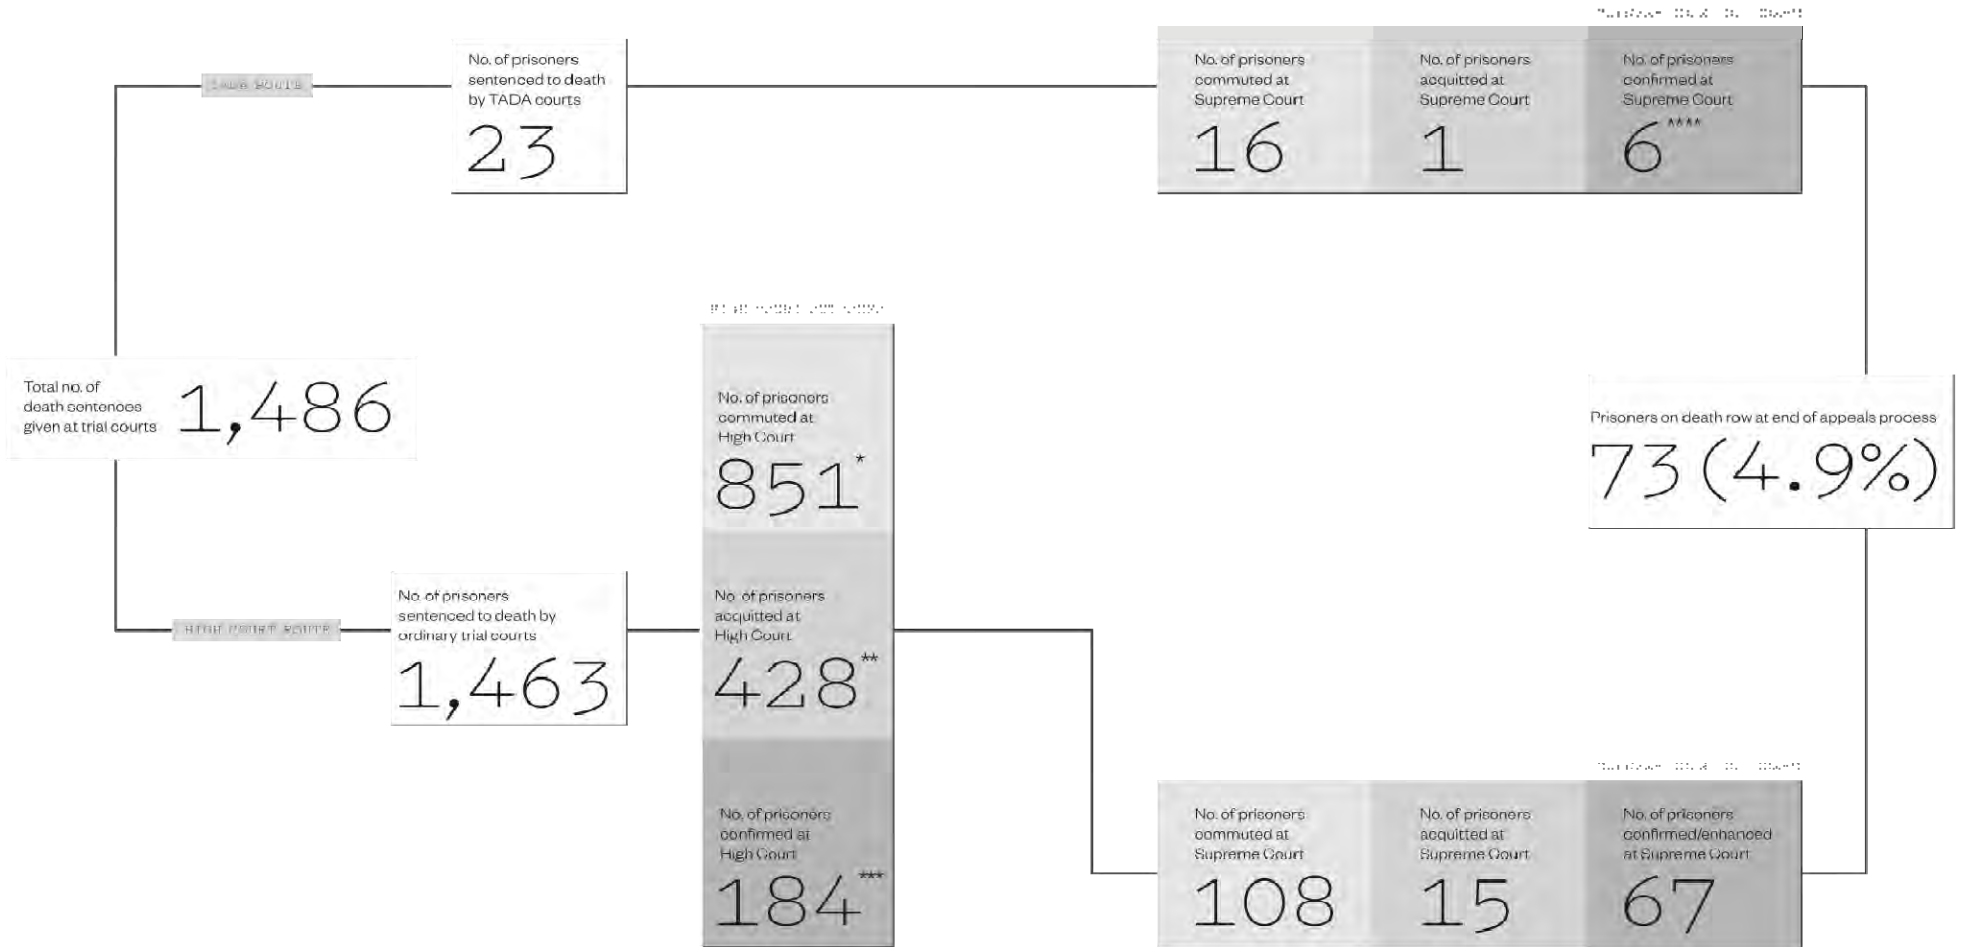 No. of prisoners
sentenced to death
by TADA courts
23
No. of prisoners
commuted at
Supreme Court
16
No. of prisoners
acquitted at
Supreme Court
1
No. of prisoners
confirmed at
Supreme Court
6****
Total no. of
death sentences
given at trial courts
1,486
No. of prisoners
commuted at
High Court
851*
Prisoners on death row at end of appeals process
73 (4.9%)
HIGH COURT ROUTE
No. of prisoners
sentenced to death by
ordinary trial courts
1,463
No. of prisoners
acquitted at
High Court
428**
No. of prisoners
confirmed at
High Court
184***
No. of prisoners
commuted at
Supreme Court
108
No. of prisoners
acquitted at
Supreme Court
15
No. of prisoners
confirmed/enhanced
at Supreme Court
67